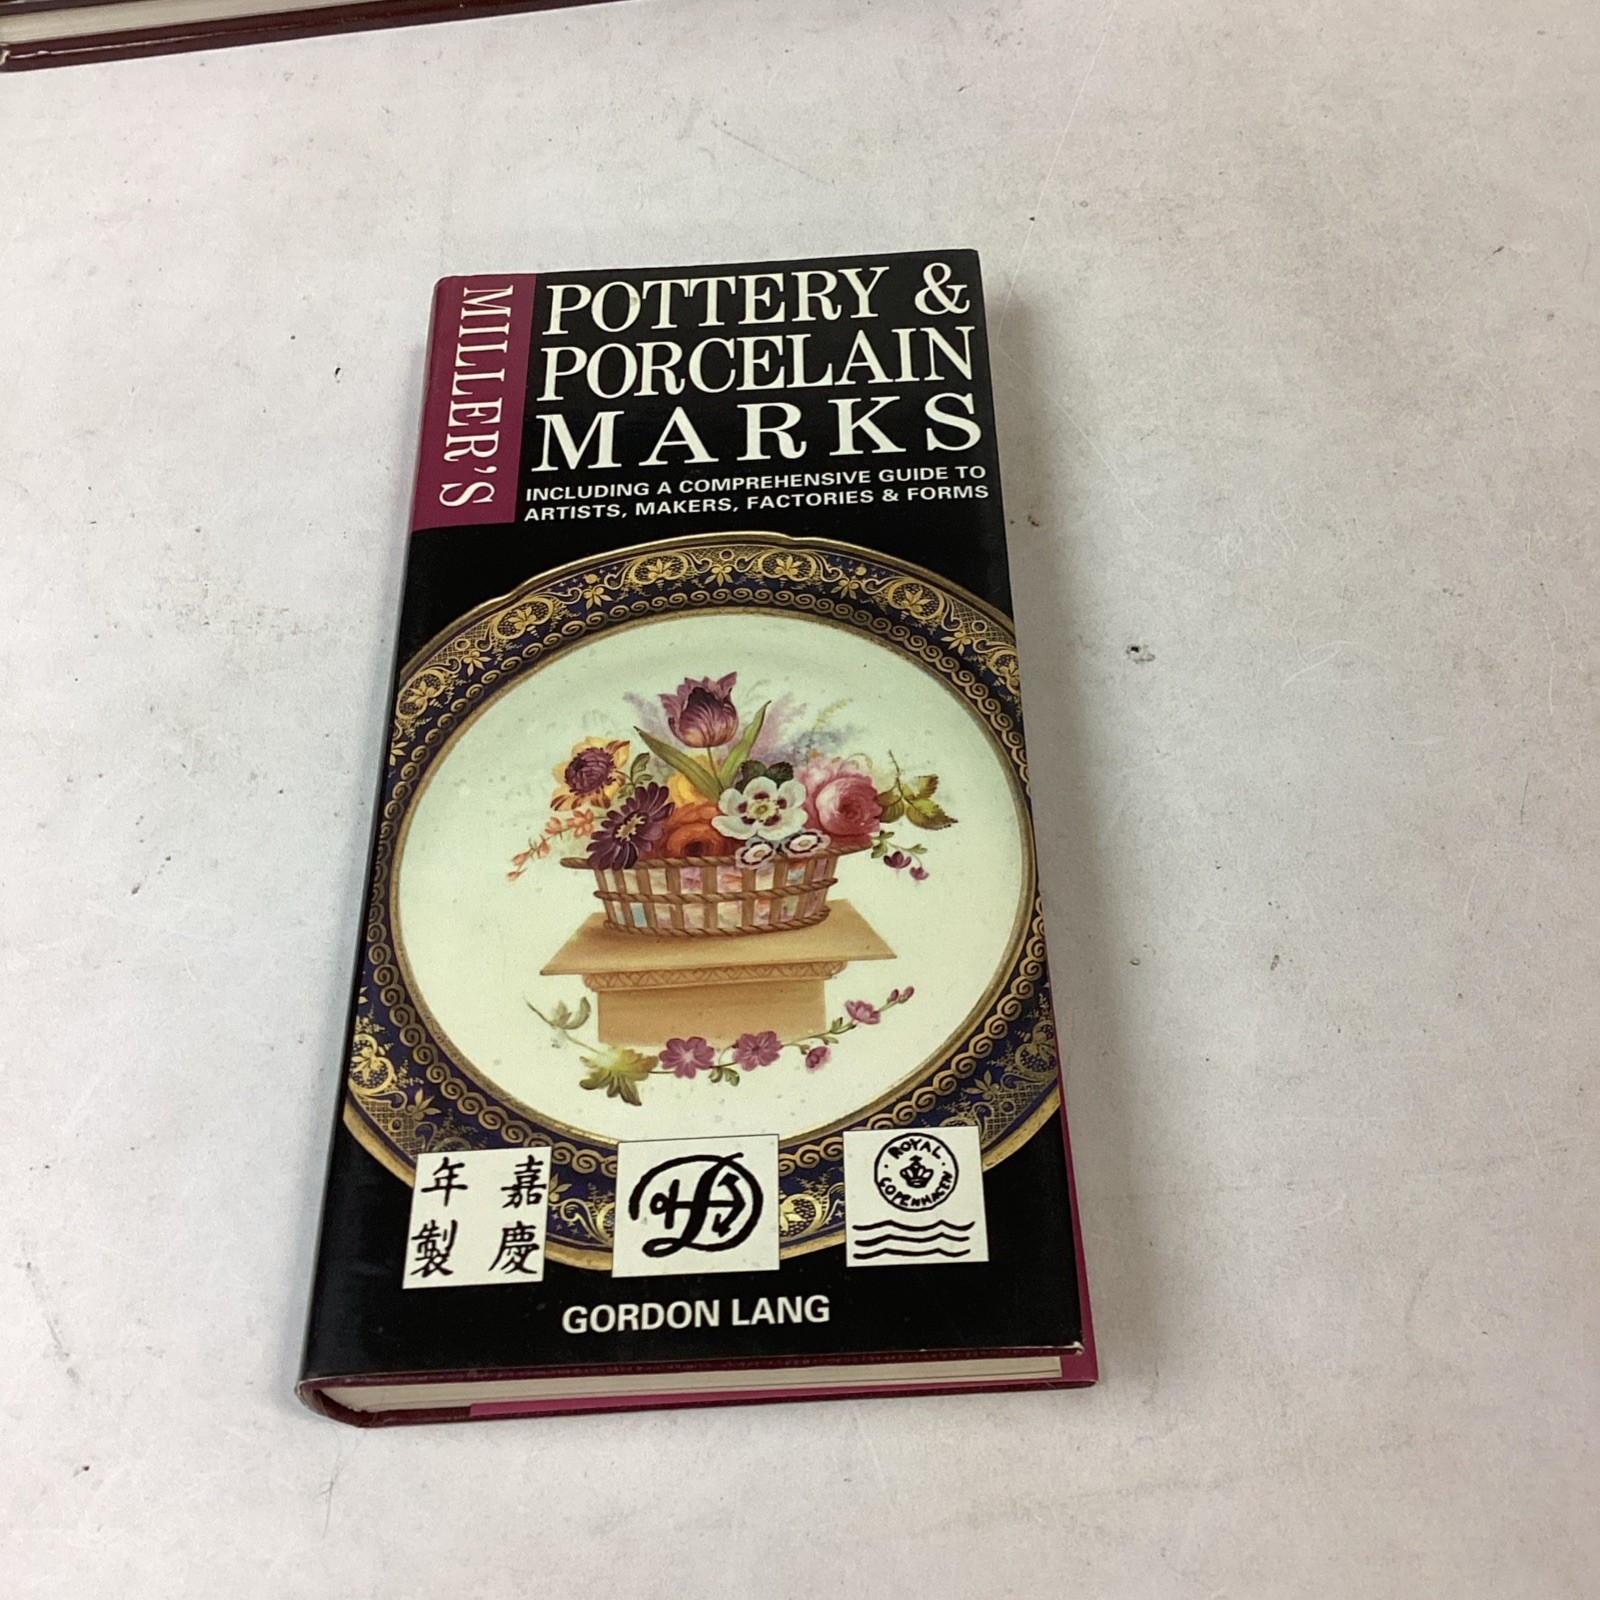 MILLER'S
POTTERY &
PORCELAIN
MARKS
INCLUDING A COMPREHENSIVE GUIDE TO
ARTISTS, MAKERS, FACTORIES & FORMS
嘉慶
年製
ROYAL
COPENHAGEN
GORDON LANG